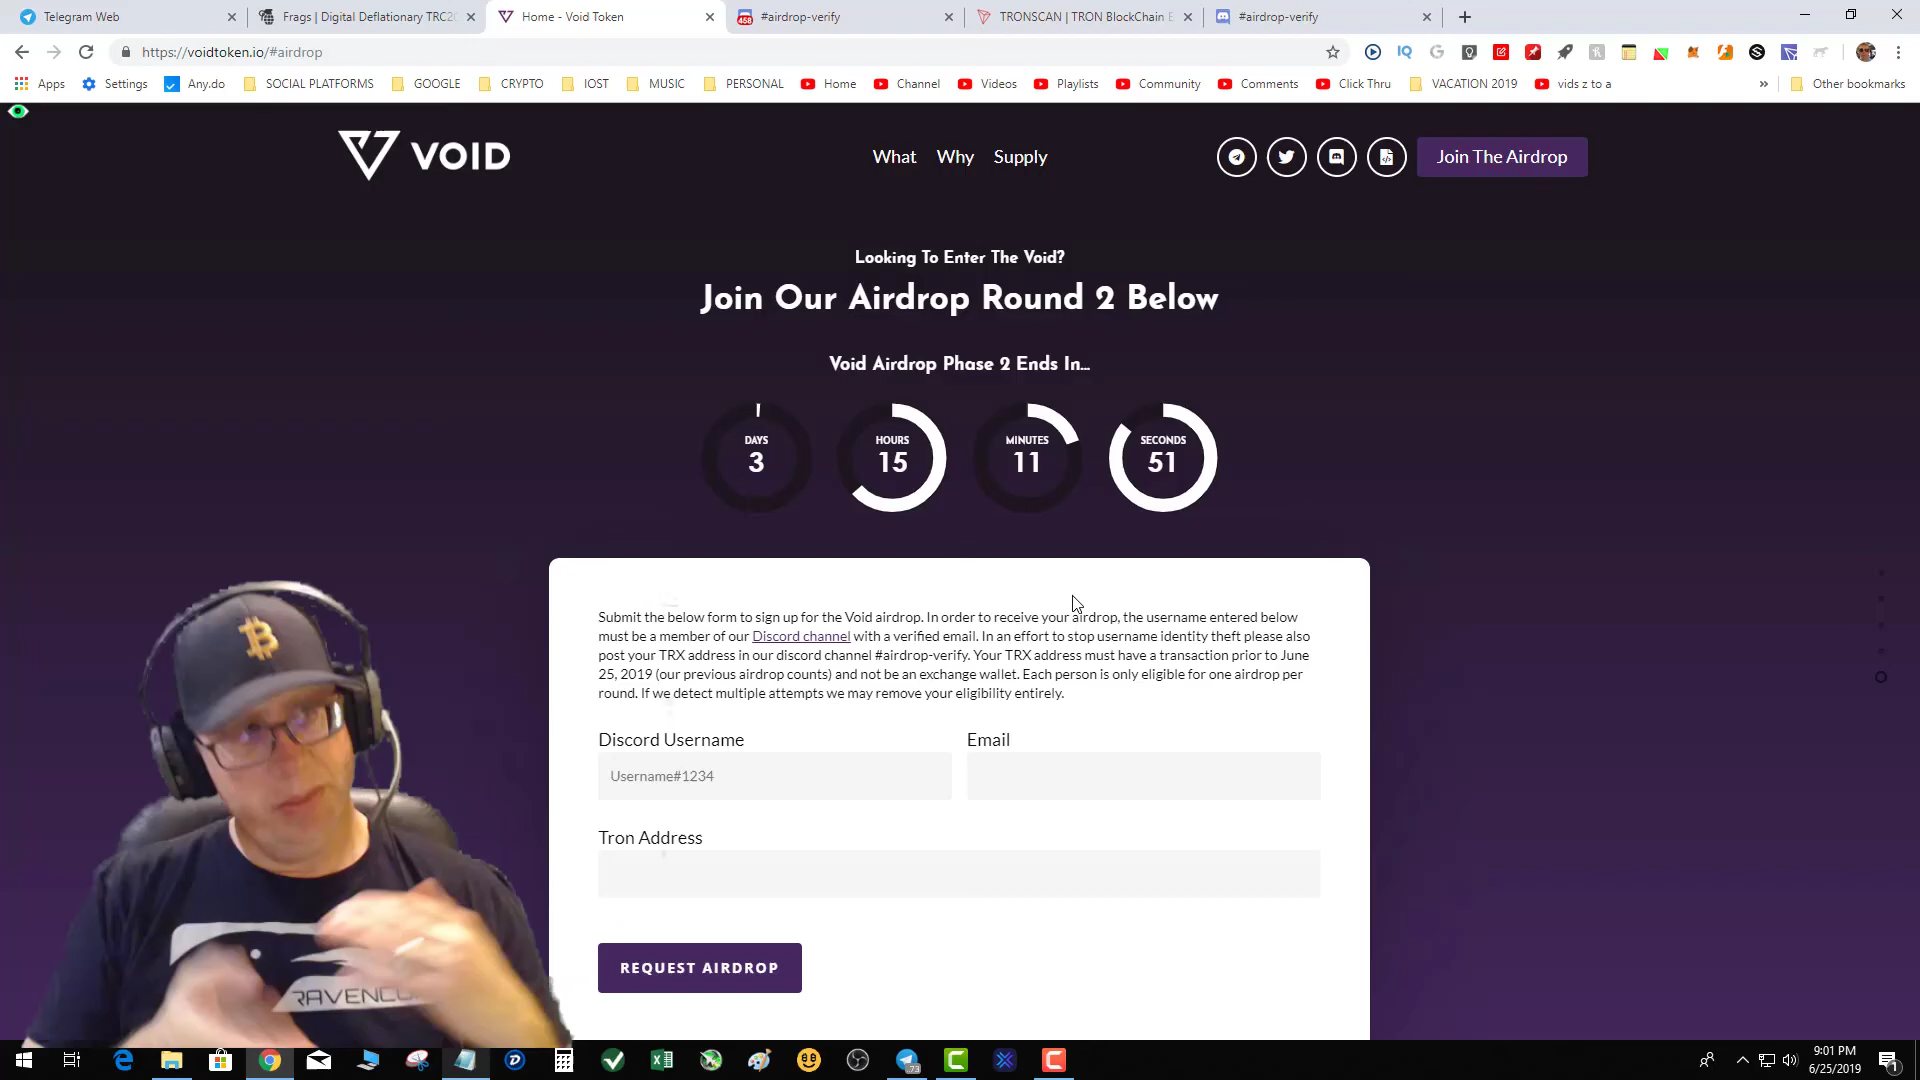 Telegram Web
Frags | Digital Deflationary TRC20
Home - Void Token
458
#airdrop-verify
TRONSCAN | TRON BlockChain E
#airdrop-verify
https://voidtoken.io/#airdrop
Apps
Settings
Any.do
SOCIAL PLATFORMS
GOOGLE
CRYPTO
IOST
MUSIC
PERSONAL
Home
Channel
Videos
Playlists
Community
Comments
Click Thru
VACATION 2019
vids z to a
»
Other bookmarks
VOID
What
Why
Supply
Join The Airdrop
Looking To Enter The Void?
Join Our Airdrop Round 2 Below
Void Airdrop Phase 2 Ends In...
DAYS
3
HOURS
15
MINUTES
11
SECONDS
51
Submit the below form to sign up for the Void airdrop. In order to receive your airdrop, the username entered below
must be a member of our Discord channel with a verified email. In an effort to stop username identity theft please also
post your TRX address in our discord channel #airdrop-verify. Your TRX address must have a transaction prior to June
25, 2019 (our previous airdrop counts) and not be an exchange wallet. Each person is only eligible for one airdrop per
round. If we detect multiple attempts we may remove your eligibility entirely.
Discord Username
Email
Username#1234
Tron Address
REQUEST AIRDROP
RAVENCO
73
9:01 PM
6/25/2019
1